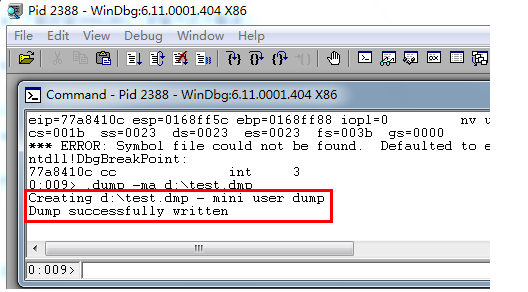 Pid 2388 - WinDbg:6.11.0001.404 X86
File Edit View Debug Window Help
Command - Pid 2388 - WinDbg:6.11.0001.404 X86
eip=77a8410c esp=0168ff5c ebp=0168ff88 iopl=0 nv u
cs=001b ss=0023 ds=0023 es=0023 fs=003b gs=0000
*** ERROR: Symbol file could not be found. Defaulted to e
ntdll!DbgBreakPoint:
77a8410c cc int 3
0:009> .dump -ma d:\test.dmp
Creating d:\test.dmp - mini user dump
Dump successfully written
0:009>